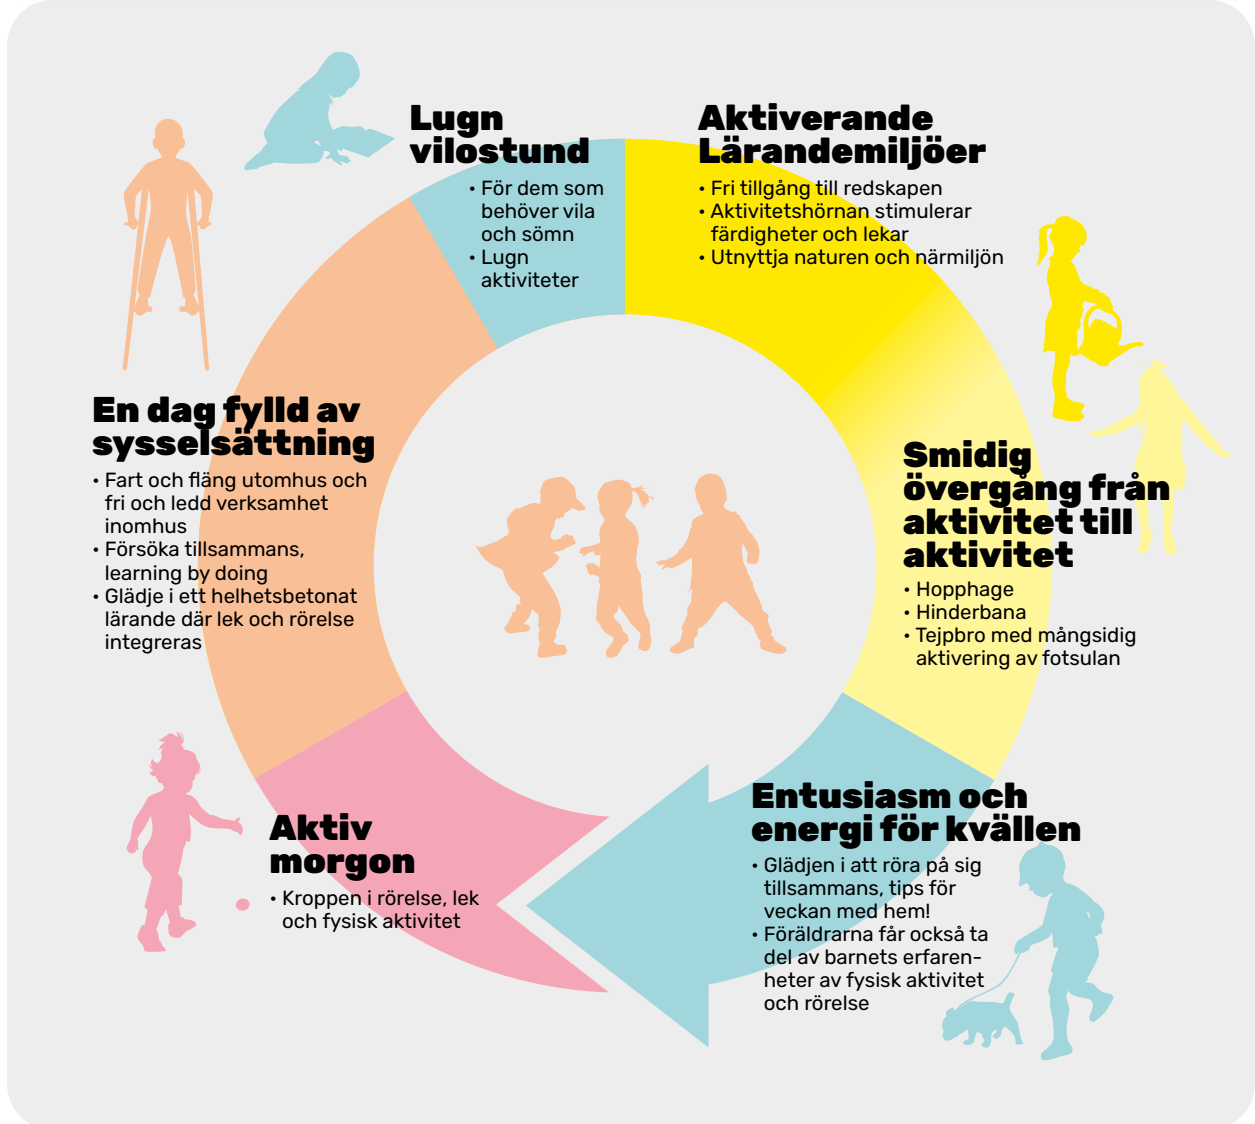 Lugn
vilostund
• För dem som
behöver vila
och sömn
• Lugn
aktiviteter
Aktiverande
Lärandemiljöer
• Fri tillgång till redskapen
• Aktivitetshörnan stimulerar
färdigheter och lekar
• Utnyttja naturen och närmiljön
En dag fylld av
sysselsättning
• Fart och fläng utomhus och
fri och ledd verksamhet
inomhus
• Försöka tillsammans,
learning by doing
• Glädje i ett helhetsbetonat
lärande där lek och rörelse
integreras
Smidig
övergång från
aktivitet till
aktivitet
• Hopphage
• Hinderbana
• Tejpbro med mångsidig
aktivering av fotsulan
Aktiv
morgon
• Kroppen i rörelse, lek
och fysisk aktivitet
Entusiasm och
energi för kvällen
• Glädjen i att röra på sig
tillsammans, tips för
veckan med hem!
• Föräldrarna får också ta
del av barnets erfaren-
heter av fysisk aktivitet
och rörelse